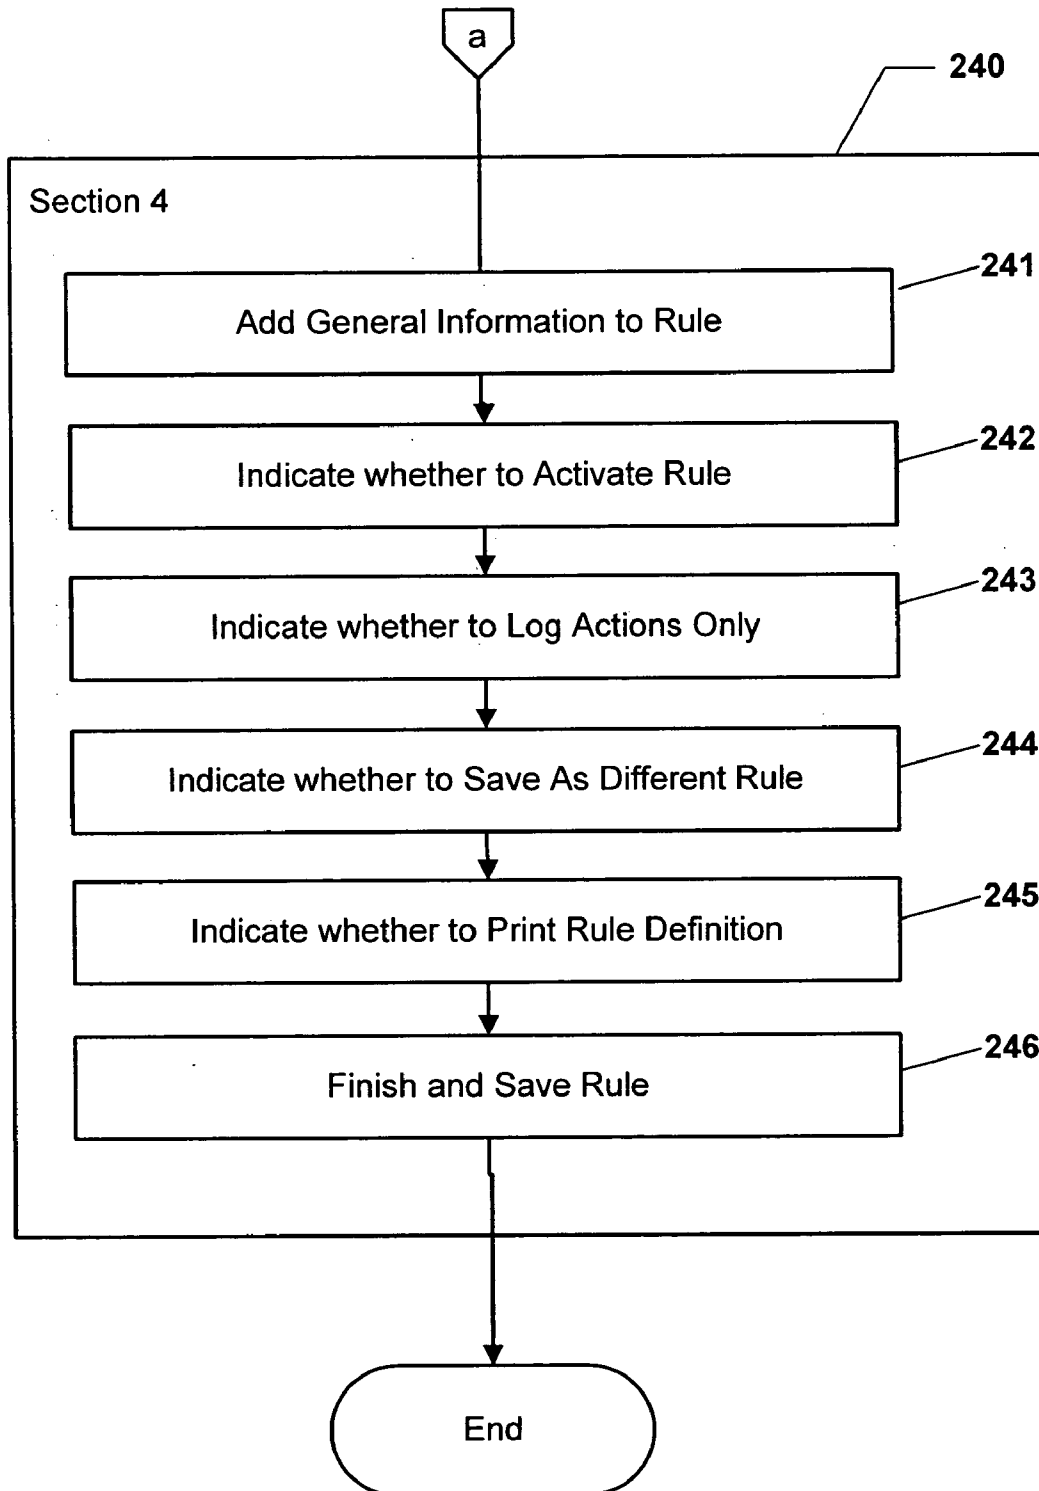 a
240
Section 4
241
Add General Information to Rule
242
Indicate whether to Activate Rule
243
Indicate whether to Log Actions Only
244
Indicate whether to Save As Different Rule
245
Indicate whether to Print Rule Definition
246
Finish and Save Rule
End